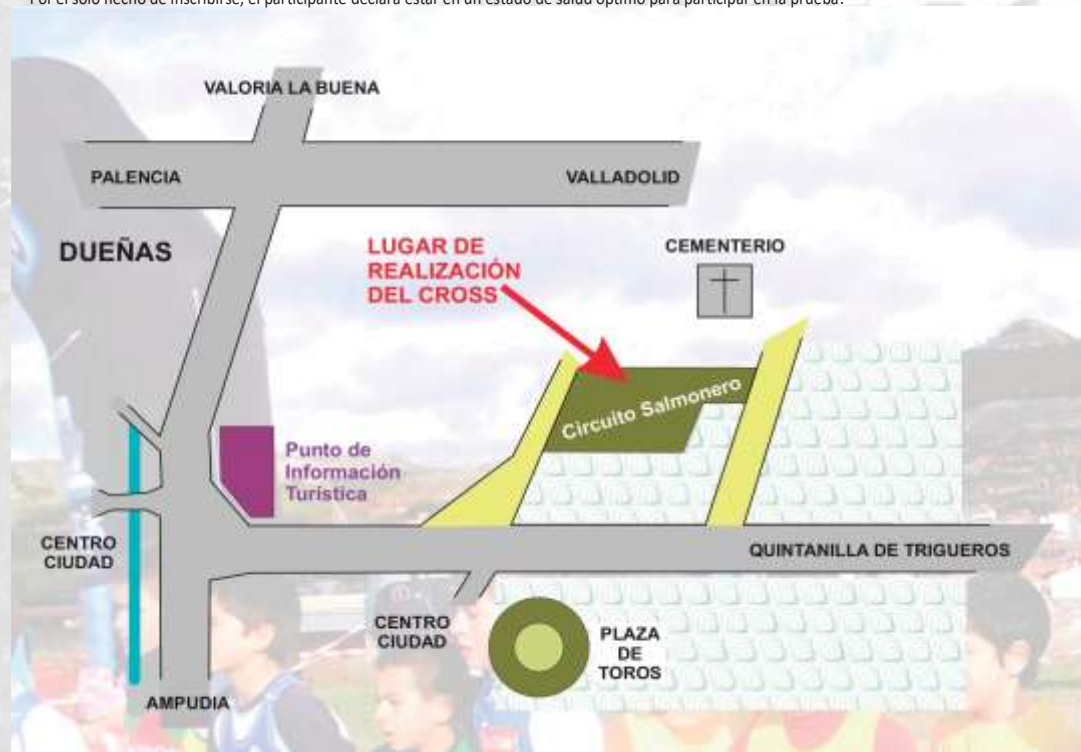 Por el solo hecho de inscribirse, el participante declara estar en un estado de salud óptimo para participar en la prueba.
VALORIA LA BUENA
PALENCIA
VALLADOLID
DUEÑAS
LUGAR DE
REALIZACIÓN
DEL CROSS
CEMENTERIO
Circuito Salmonero
Punto de
Información
Turística
CENTRO
CIUDAD
QUINTANILLA DE TRIGUEROS
CENTRO
CIUDAD
PLAZA
DE
TOROS
AMPUDIA